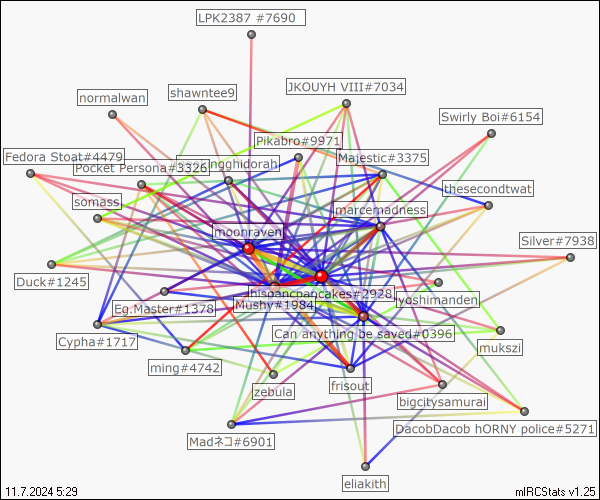 LPK2387 #7690
JKOUYH VIII#7034
shawntee9
normalwan
Swirly Boi#6154
Pikabro#9971
Fedora Stoat#4479
Majestic#3375
Pocket Persona#3326
ngghidorah
thesecondtwat
somass
marcemadness
moonraven
Silver#7938
Duck#1245
hispanicpancakes#2928
yoshimanden
Eg.Master#1378
Mushy#1984
Can anything be saved#0396
Cypha#1717
mukszi
ming#4742
zebula
frisout
bigcitysamurai
DacobDacob hORNY police#5271
Madネコ#6901
eliakith
11.7.2024 5:29
mIRCStats v1.25